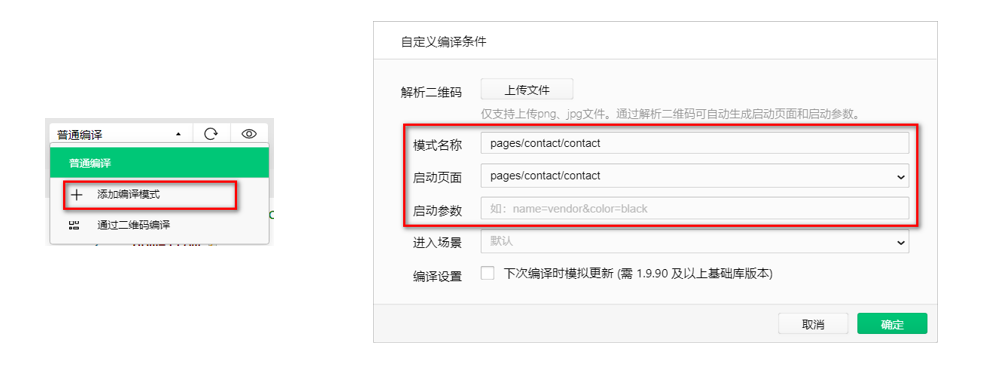 普通编译
普通编译
添加编译模式
通过二维码编译
自定义编译条件
解析二维码
上传文件
仅支持上传png、jpg文件。通过解析二维码可自动生成启动页面和启动参数。
模式名称
pages/contact/contact
启动页面
pages/contact/contact
启动参数
如：name=vendor&color=black
进入场景
默认
编译设置
下次编译时模拟更新 (需 1.9.90 及以上基础库版本)
取消
确定